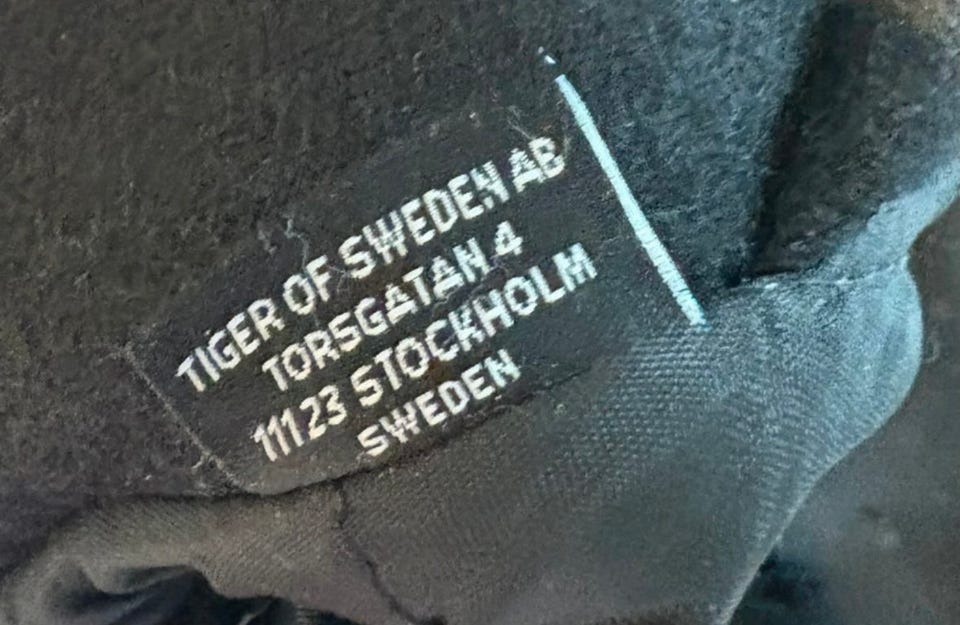 TIGER OF SWEDEN AB
TORSGATAN 4
111 23 STOCKHOLM
SWEDEN